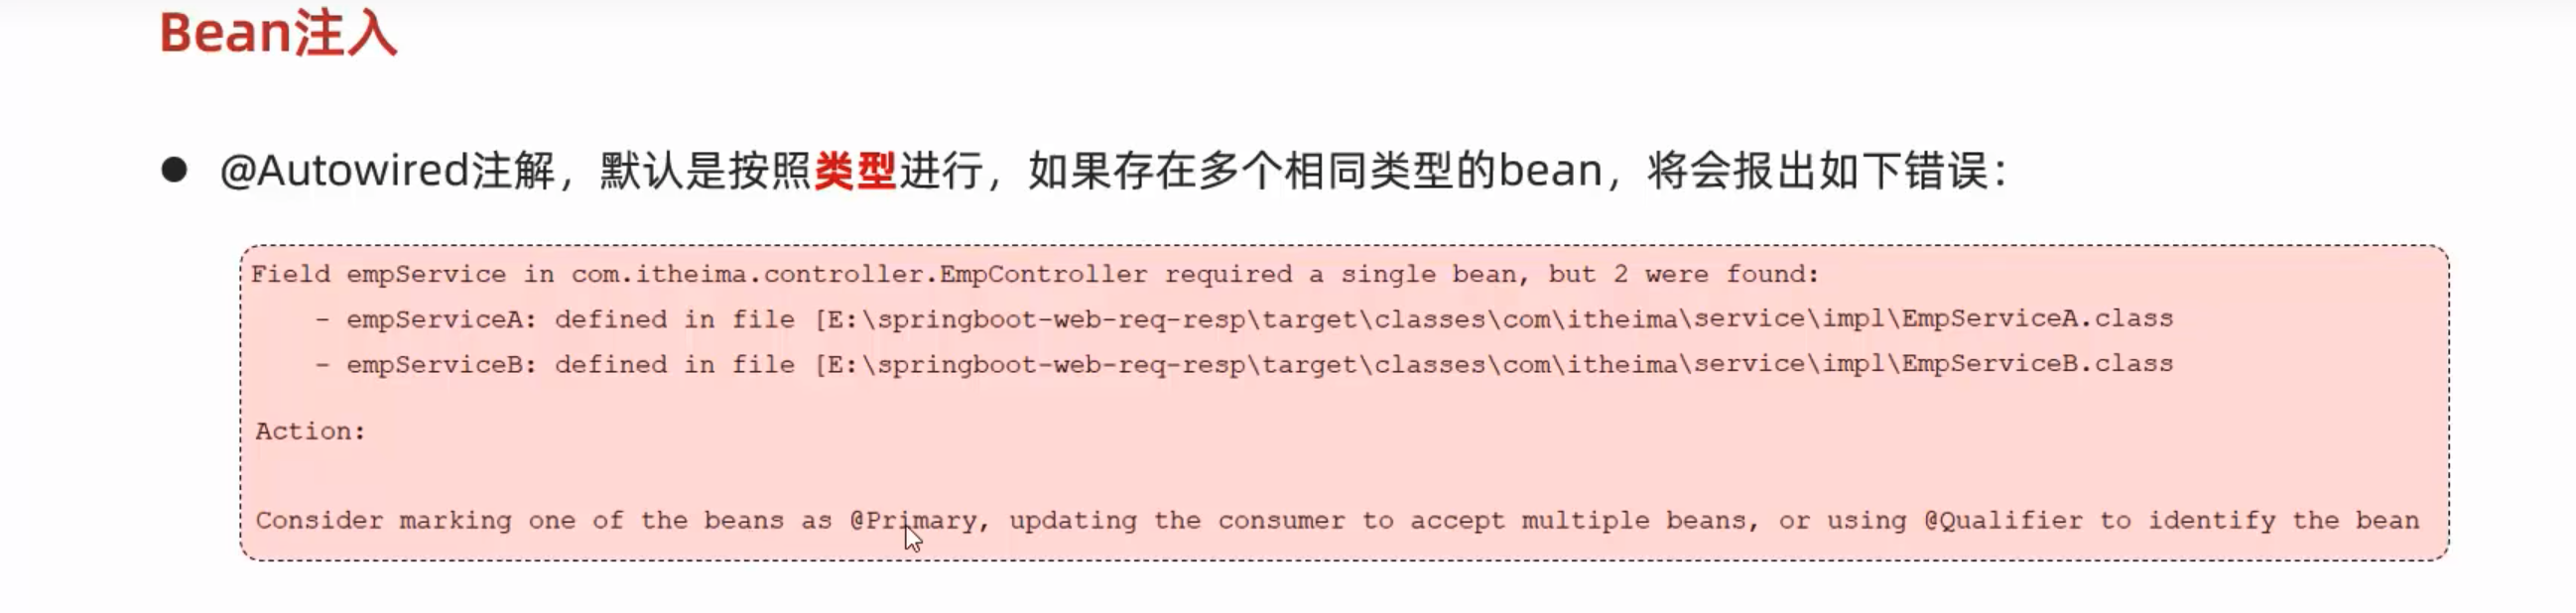 Bean注入
@Autowired注解，默认是按照类型进行，如果存在多个相同类型的bean，将会报出如下错误：
Field empService in com.itheima.controller.EmpController required a single bean, but 2 were found:
- empServiceA: defined in file [E:\springboot-web-req-resp\target\classes\com\itheima\service\impl\EmpServiceA.class
- empServiceB: defined in file [E:\springboot-web-req-resp\target\classes\com\itheima\service\impl\EmpServiceB.class
Action:
Consider marking one of the beans as @Primary, updating the consumer to accept multiple beans, or using @Qualifier to identify the bean